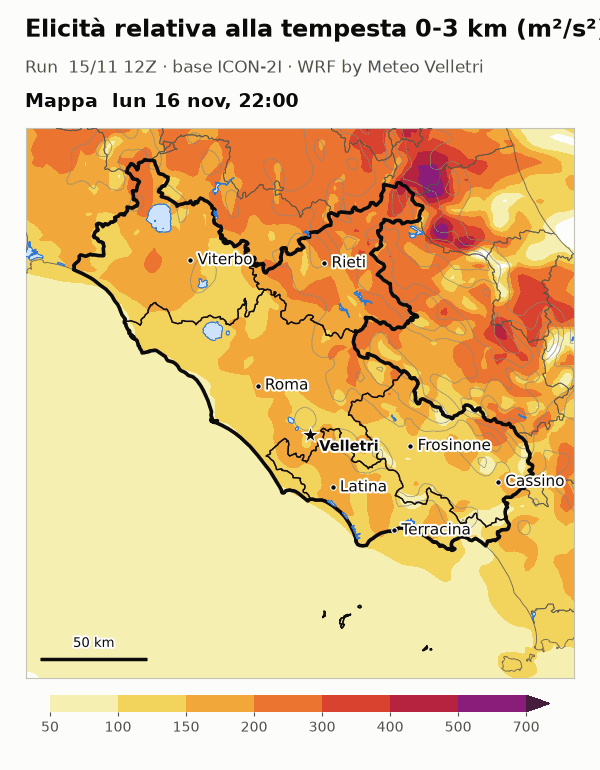 Elicità relativa alla tempesta 0-3 km (m²/s²)
Run 15/11 12Z · base ICON-2I · WRF by Meteo Velletri
Mappa lun 16 nov, 22:00
Viterbo
Rieti
Roma
Velletri
Frosinone
Cassino
Latina
Terracina
50 km
50 100 150 200 300 400 500 700